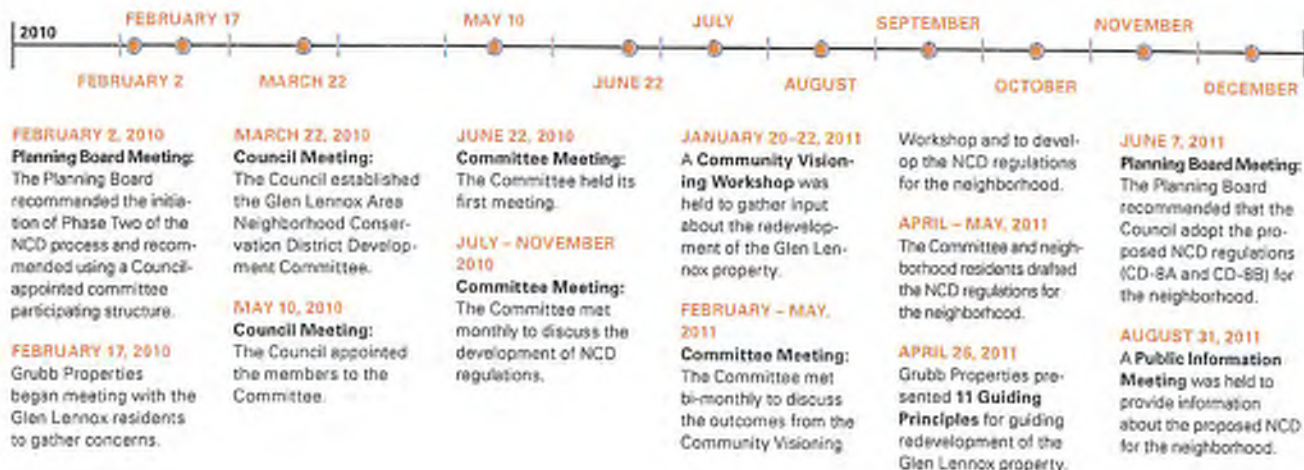 FEBRUARY 17
MAY 10
JULY
SEPTEMBER
NOVEMBER
2010
FEBRUARY 2
MARCH 22
JUNE 22
AUGUST
OCTOBER
DECEMBER
FEBRUARY 2, 2010
Planning Board Meeting:
The Planning Board
recommended the initia-
tion of Phase Two of the
NCD process and recom-
mended using a Council-
appointed committee
participating structure.
FEBRUARY 17, 2010
Grubb Properties
began meeting with the
Glen Lennox residents
to gather concerns.
MARCH 22, 2010
Council Meeting:
The Council established
the Glen Lennox Area
Neighborhood Conser-
vation District Develop-
ment Committee.
MAY 10, 2010
Council Meeting:
The Council appointed
the members to the
Committee.
JUNE 22, 2010
Committee Meeting:
The Committee held its
first meeting.
JULY – NOVEMBER
2010
Committee Meeting:
The Committee met
monthly to discuss the
development of NCD
regulations.
JANUARY 20–22, 2011
A Community Vision-
ing Workshop was
held to gather input
about the redevelop-
ment of the Glen Len-
nox property.
FEBRUARY – MAY,
2011
Committee Meeting:
The Committee met
bi-monthly to discuss
the outcomes from the
Community Visioning
Workshop and to devel-
op the NCD regulations
for the neighborhood.
APRIL – MAY, 2011
The Committee and neigh-
borhood residents drafted
the NCD regulations for
the neighborhood.
APRIL 26, 2011
Grubb Properties pre-
sented 11 Guiding
Principles for guiding
redevelopment of the
Glen Lennox property.
JUNE 7, 2011
Planning Board Meeting:
The Planning Board
recommended that the
Council adopt the pro-
posed NCD regulations
(CD-8A and CD-8B) for
the neighborhood.
AUGUST 31, 2011
A Public Information
Meeting was held to
provide information
about the proposed NCD
for the neighborhood.